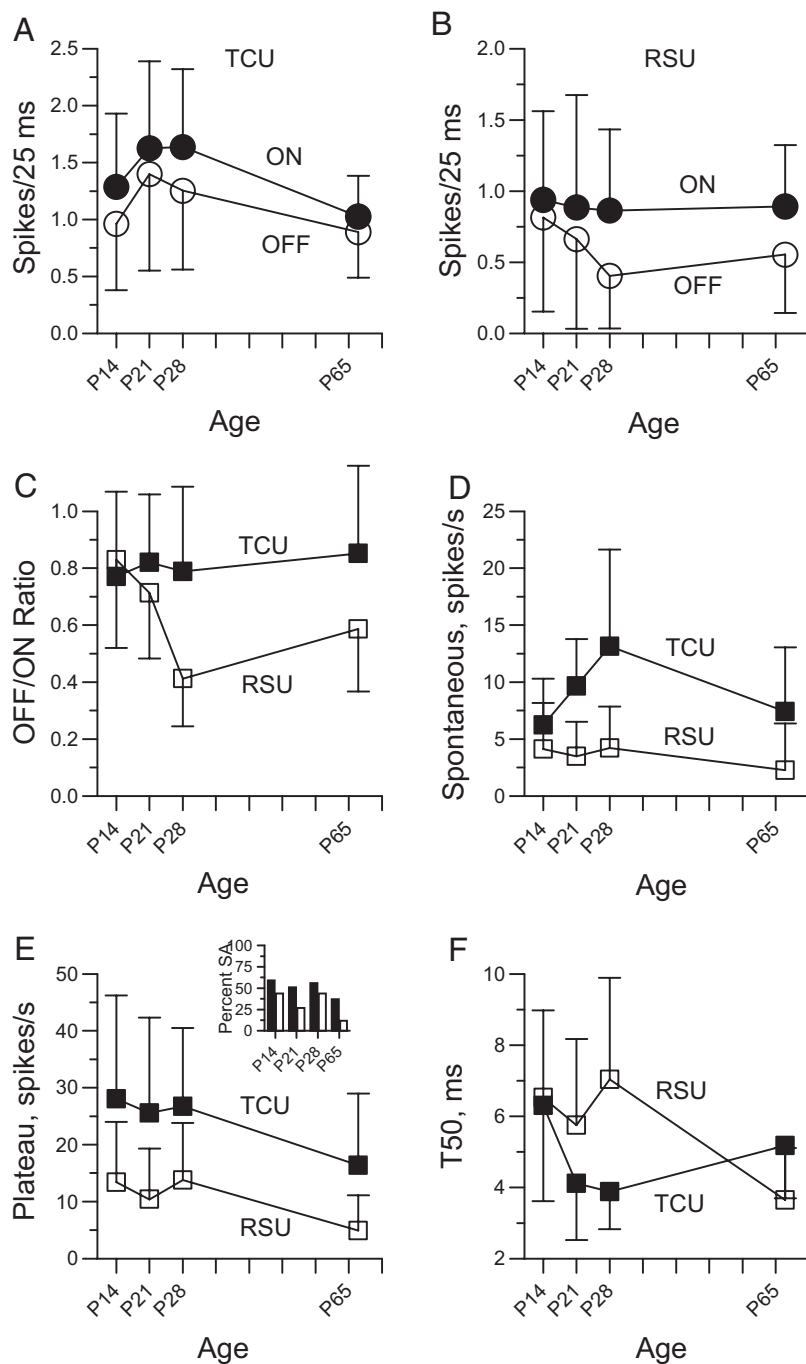 A
TCU
Spikes/25 ms
2.5
2.0
1.5
1.0
0.5
0.0
ON
OFF
P14
P21
P28
P65
Age
B
RSU
Spikes/25 ms
2.0
1.5
1.0
0.5
0.0
ON
OFF
P14
P21
P28
P65
Age
C
OFF/ON Ratio
1.0
0.8
0.6
0.4
0.2
0.0
TCU
RSU
P14
P21
P28
P65
Age
D
Spontaneous, spikes/s
25
20
15
10
5
0
TCU
RSU
P14
P21
P28
P65
Age
E
Plateau, spikes/s
50
40
30
20
10
0
Percent SA
100
75
50
25
0
P14
P21
P28
P65
TCU
RSU
P14
P21
P28
P65
Age
F
T50, ms
10
8
6
4
2
RSU
TCU
P14
P21
P28
P65
Age